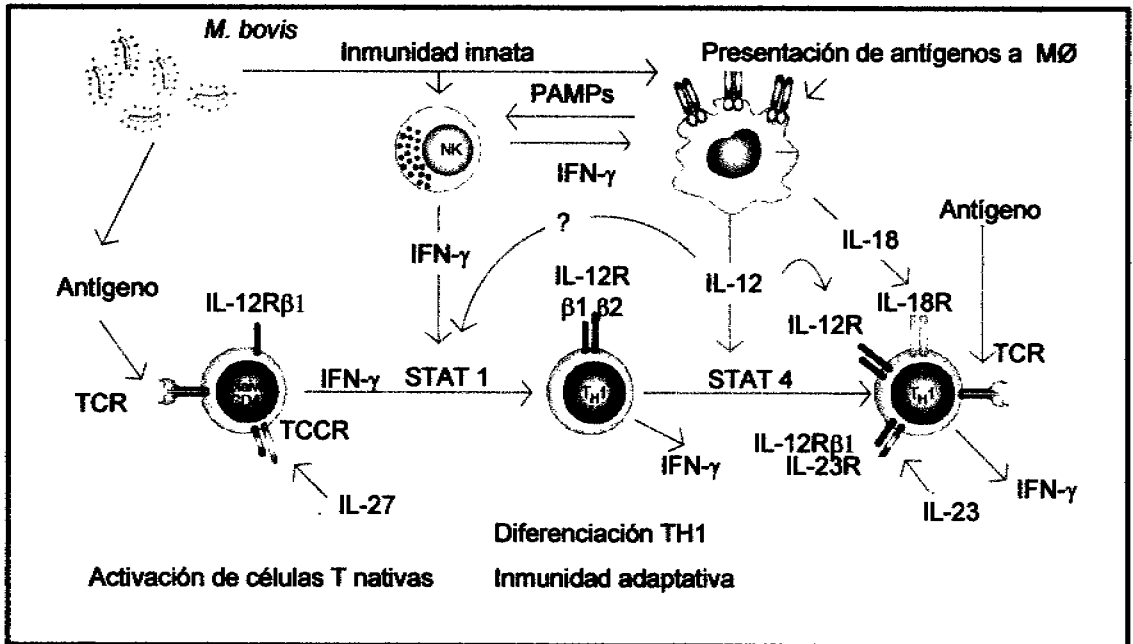 M. bovis
Inmunidad innata
Presentación de antígenos a MØ
PAMPs
NK
IFN-γ
Antígeno
?
IFN-γ
IL-18
IL-12R
β1 β2
IL-12
Antígeno
IL-12Rβ1
IL-18R
IL-12R
TCR
TCR
IFN-γ
STAT 1
TH1
STAT 4
TH1
TCCR
IL-12Rβ1
IL-23R
IFN-γ
IFN-γ
IL-27
IL-23
Diferenciación TH1
Activación de células T nativas
Inmunidad adaptativa